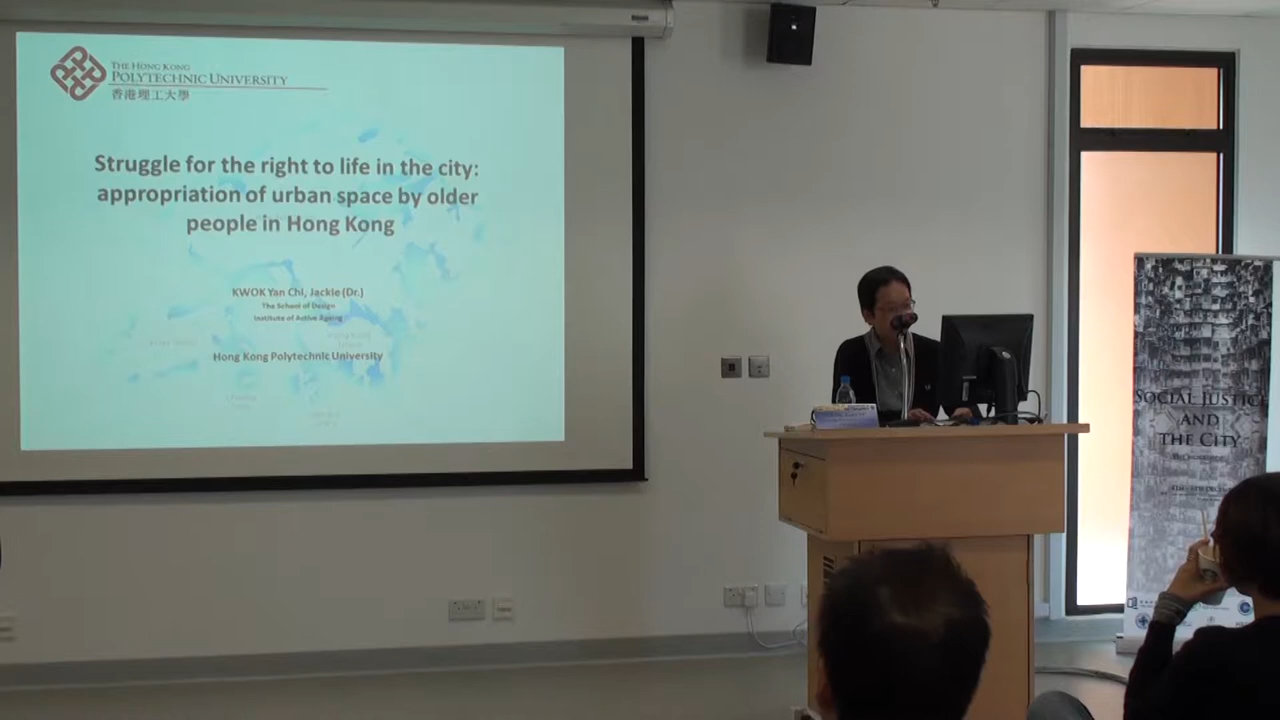 THE HONG KONG
POLYTECHNIC UNIVERSITY
香港理工大學
Struggle for the right to life in the city:
appropriation of urban space by older
people in Hong Kong
KWOK Yan Chi, Jackie (Dr.)
The School of Design
Institute of Active Ageing
Hong Kong Polytechnic University
SOCIAL JUSTICE
AND
THE CITY